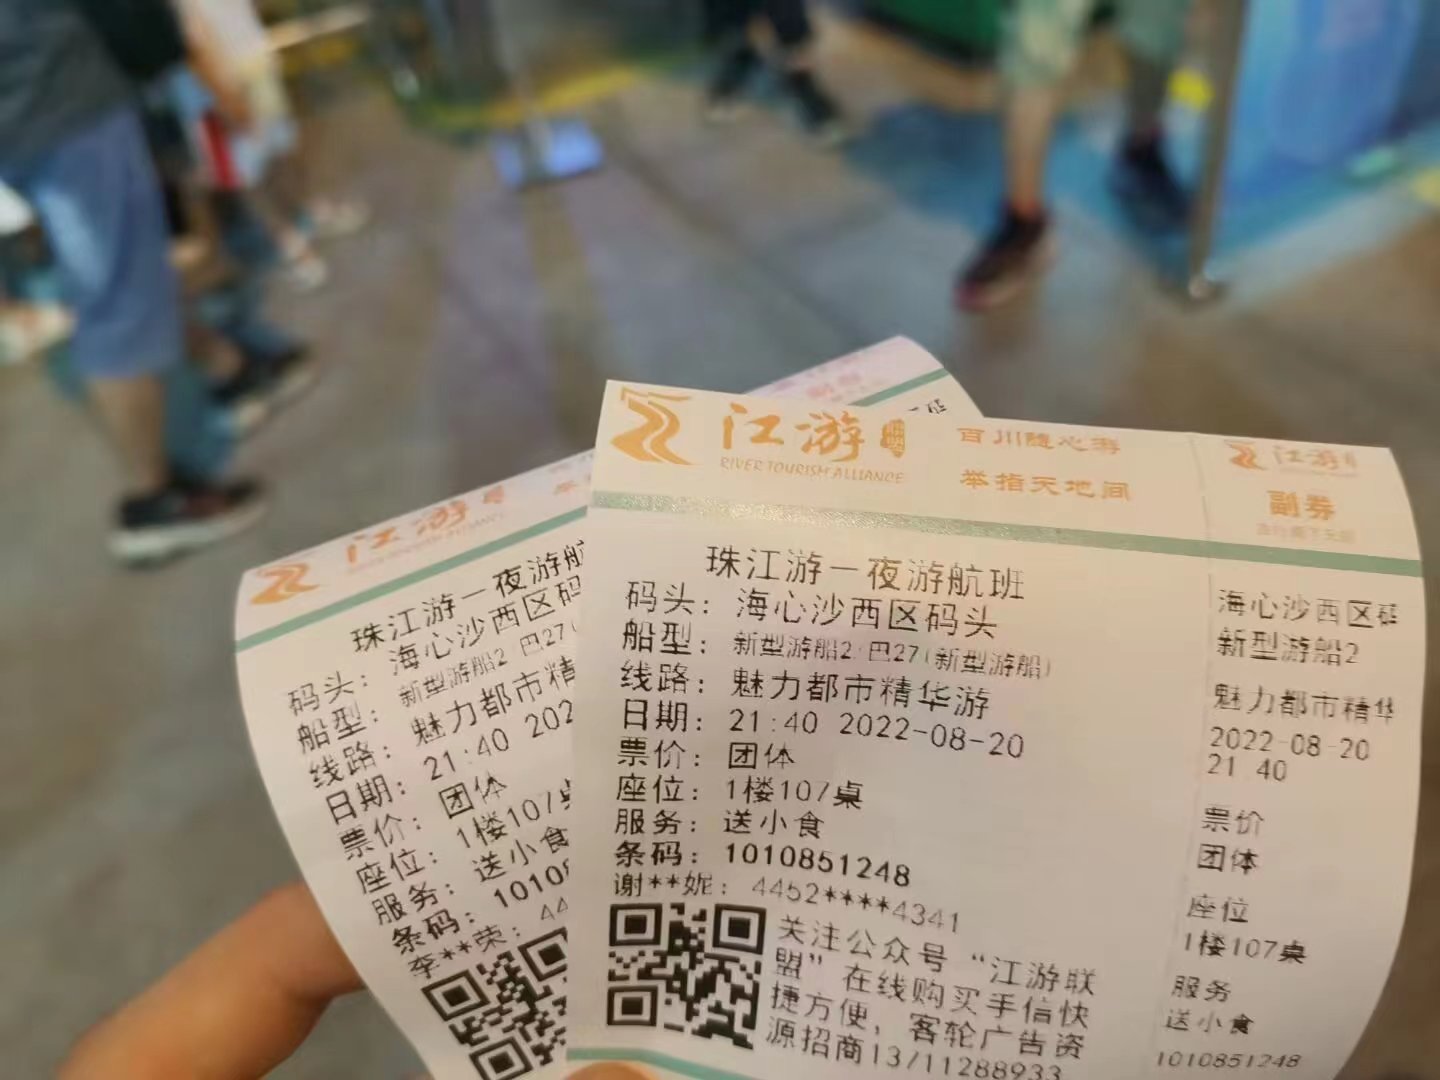 江游
RIVER TOURISM ALLIANCE
百川随心游
举指天地间
珠江游一夜游航班
码头：海心沙西区码头
船型：新型游船2/巴27(新型游船)
线路：魅力都市精华游
日期：21:40 2022-08-20
票价：团体
座位：1楼107桌
服务：送小食
条码：1010851248
谢**妮：4452****4341
关注公众号“江游联
盟”在线购买手信快
捷方便，客轮广告资
源招商13711288933
江游
副券
海心沙西区码
新型游船2
魅力都市精华
2022-08-20
21:40
票价
团体
座位
1楼107桌
服务
送小食
1010851248
江游
珠江游一夜游航
码头：海心沙西区码
船型：新型游船2/巴27(
线路：魅力都市精
日期：21:40 202
票价：团体
座位：1楼107桌
服务：送小食
条码：10108
李**荣：44